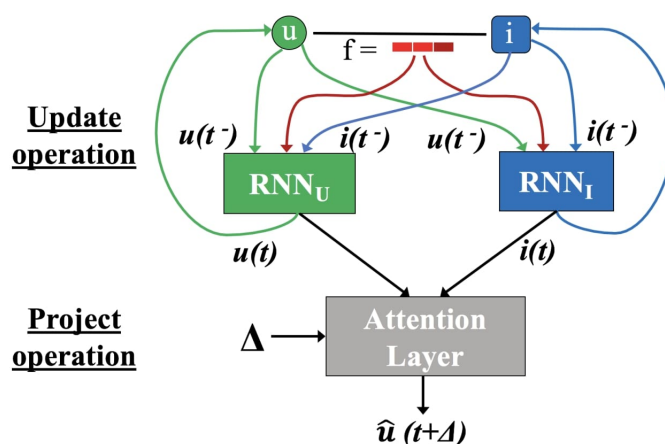 u
i
f =
Update
operation
u(t⁻)
i(t⁻)
u(t⁻)
i(t⁻)
RNN_U
RNN_I
u(t)
i(t)
Project
operation
Δ
Attention
Layer
û (t+Δ)